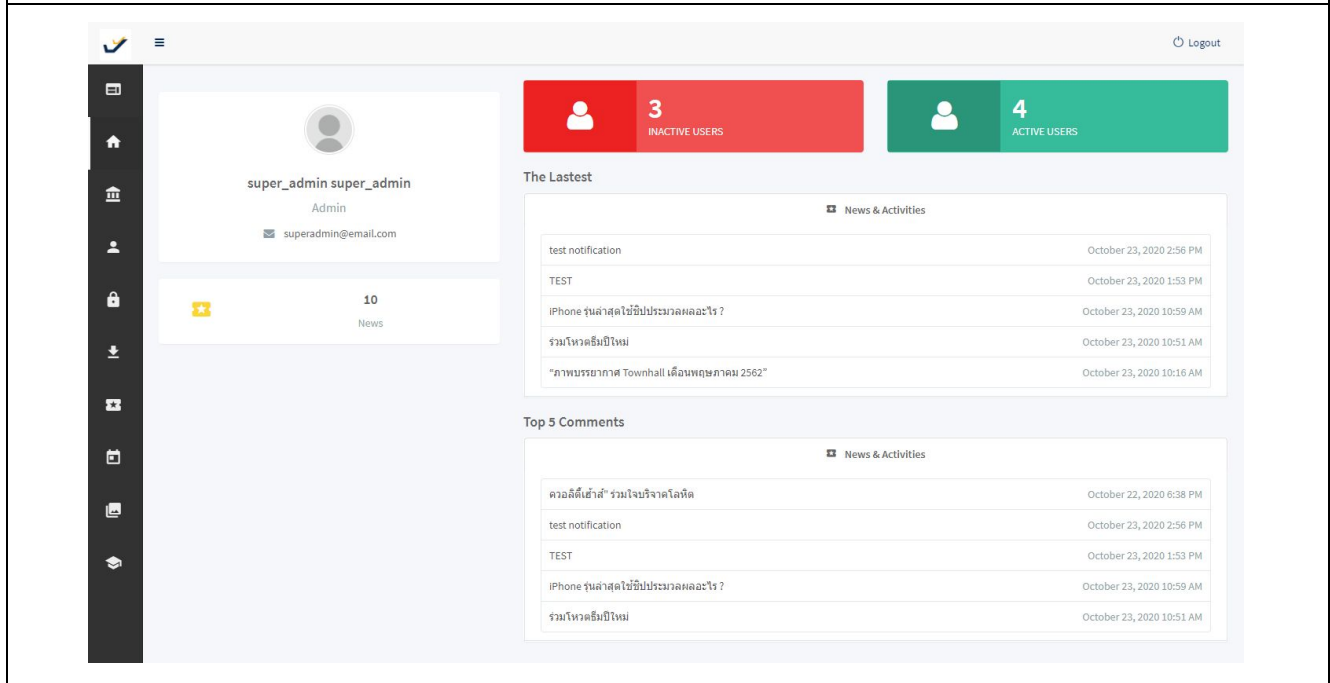 Logout
super_admin super_admin
Admin
superadmin@email.com
10
News
3
INACTIVE USERS
4
ACTIVE USERS
The Lastest
News & Activities
test notification October 23, 2020 2:56 PM
TEST October 23, 2020 1:53 PM
iPhone รุ่นล่าสุดใช้ชิปประมวลผลอะไร ? October 23, 2020 10:59 AM
ร่วมโหวตธีมปีใหม่ October 23, 2020 10:51 AM
“ภาพบรรยากาศ Townhall เดือนพฤษภาคม 2562” October 23, 2020 10:16 AM
Top 5 Comments
News & Activities
ควอลิตี้เฮ้าส์" ร่วมใจบริจาคโลหิต October 22, 2020 6:38 PM
test notification October 23, 2020 2:56 PM
TEST October 23, 2020 1:53 PM
iPhone รุ่นล่าสุดใช้ชิปประมวลผลอะไร ? October 23, 2020 10:59 AM
ร่วมโหวตธีมปีใหม่ October 23, 2020 10:51 AM